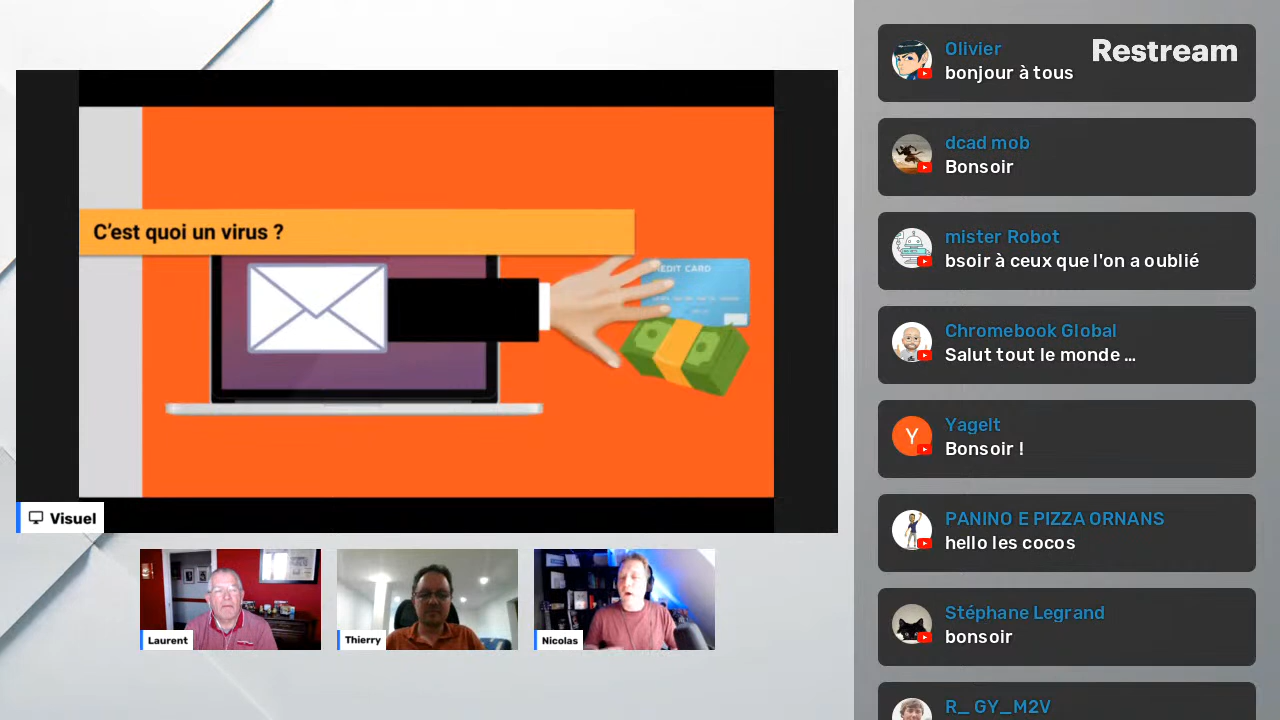 C'est quoi un virus ?
CREDIT CARD
Visuel
Laurent
Thierry
Nicolas
Restream
Olivier
bonjour à tous
dcad mob
Bonsoir
mister Robot
bsoir à ceux que l'on a oublié
Chromebook Global
Salut tout le monde ...
Y
YageIt
Bonsoir !
PANINO E PIZZA ORNANS
hello les cocos
Stéphane Legrand
bonsoir
R_ GY_M2V